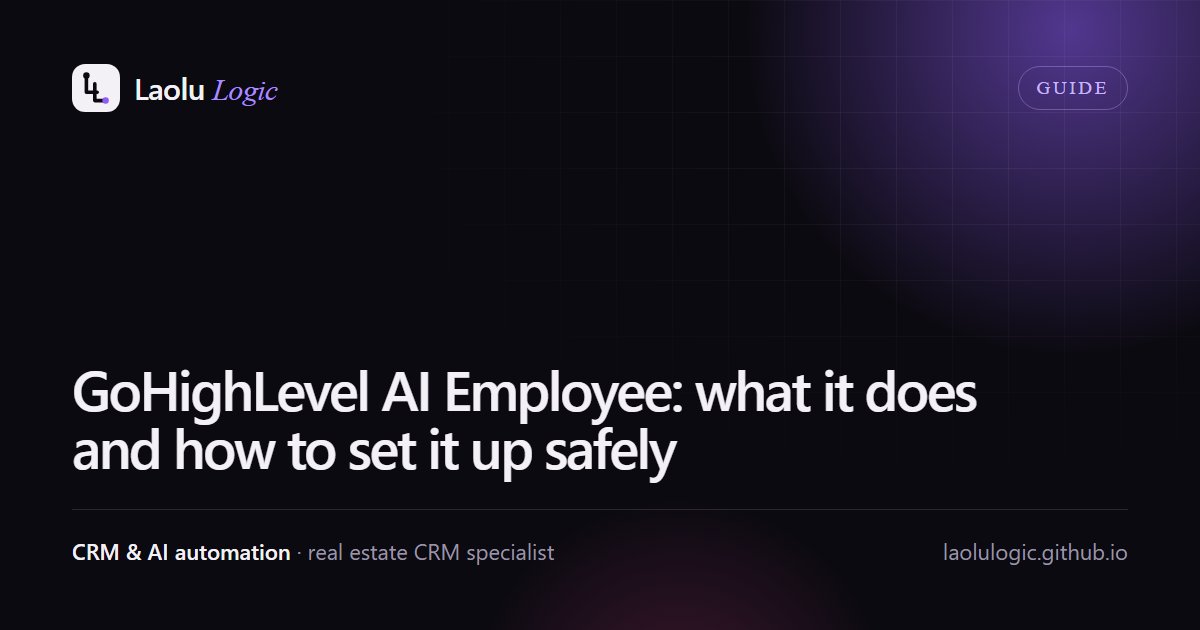 Laolu Logic
GUIDE
GoHighLevel AI Employee: what it does
and how to set it up safely
CRM & AI automation · real estate CRM specialist
laolulogic.github.io